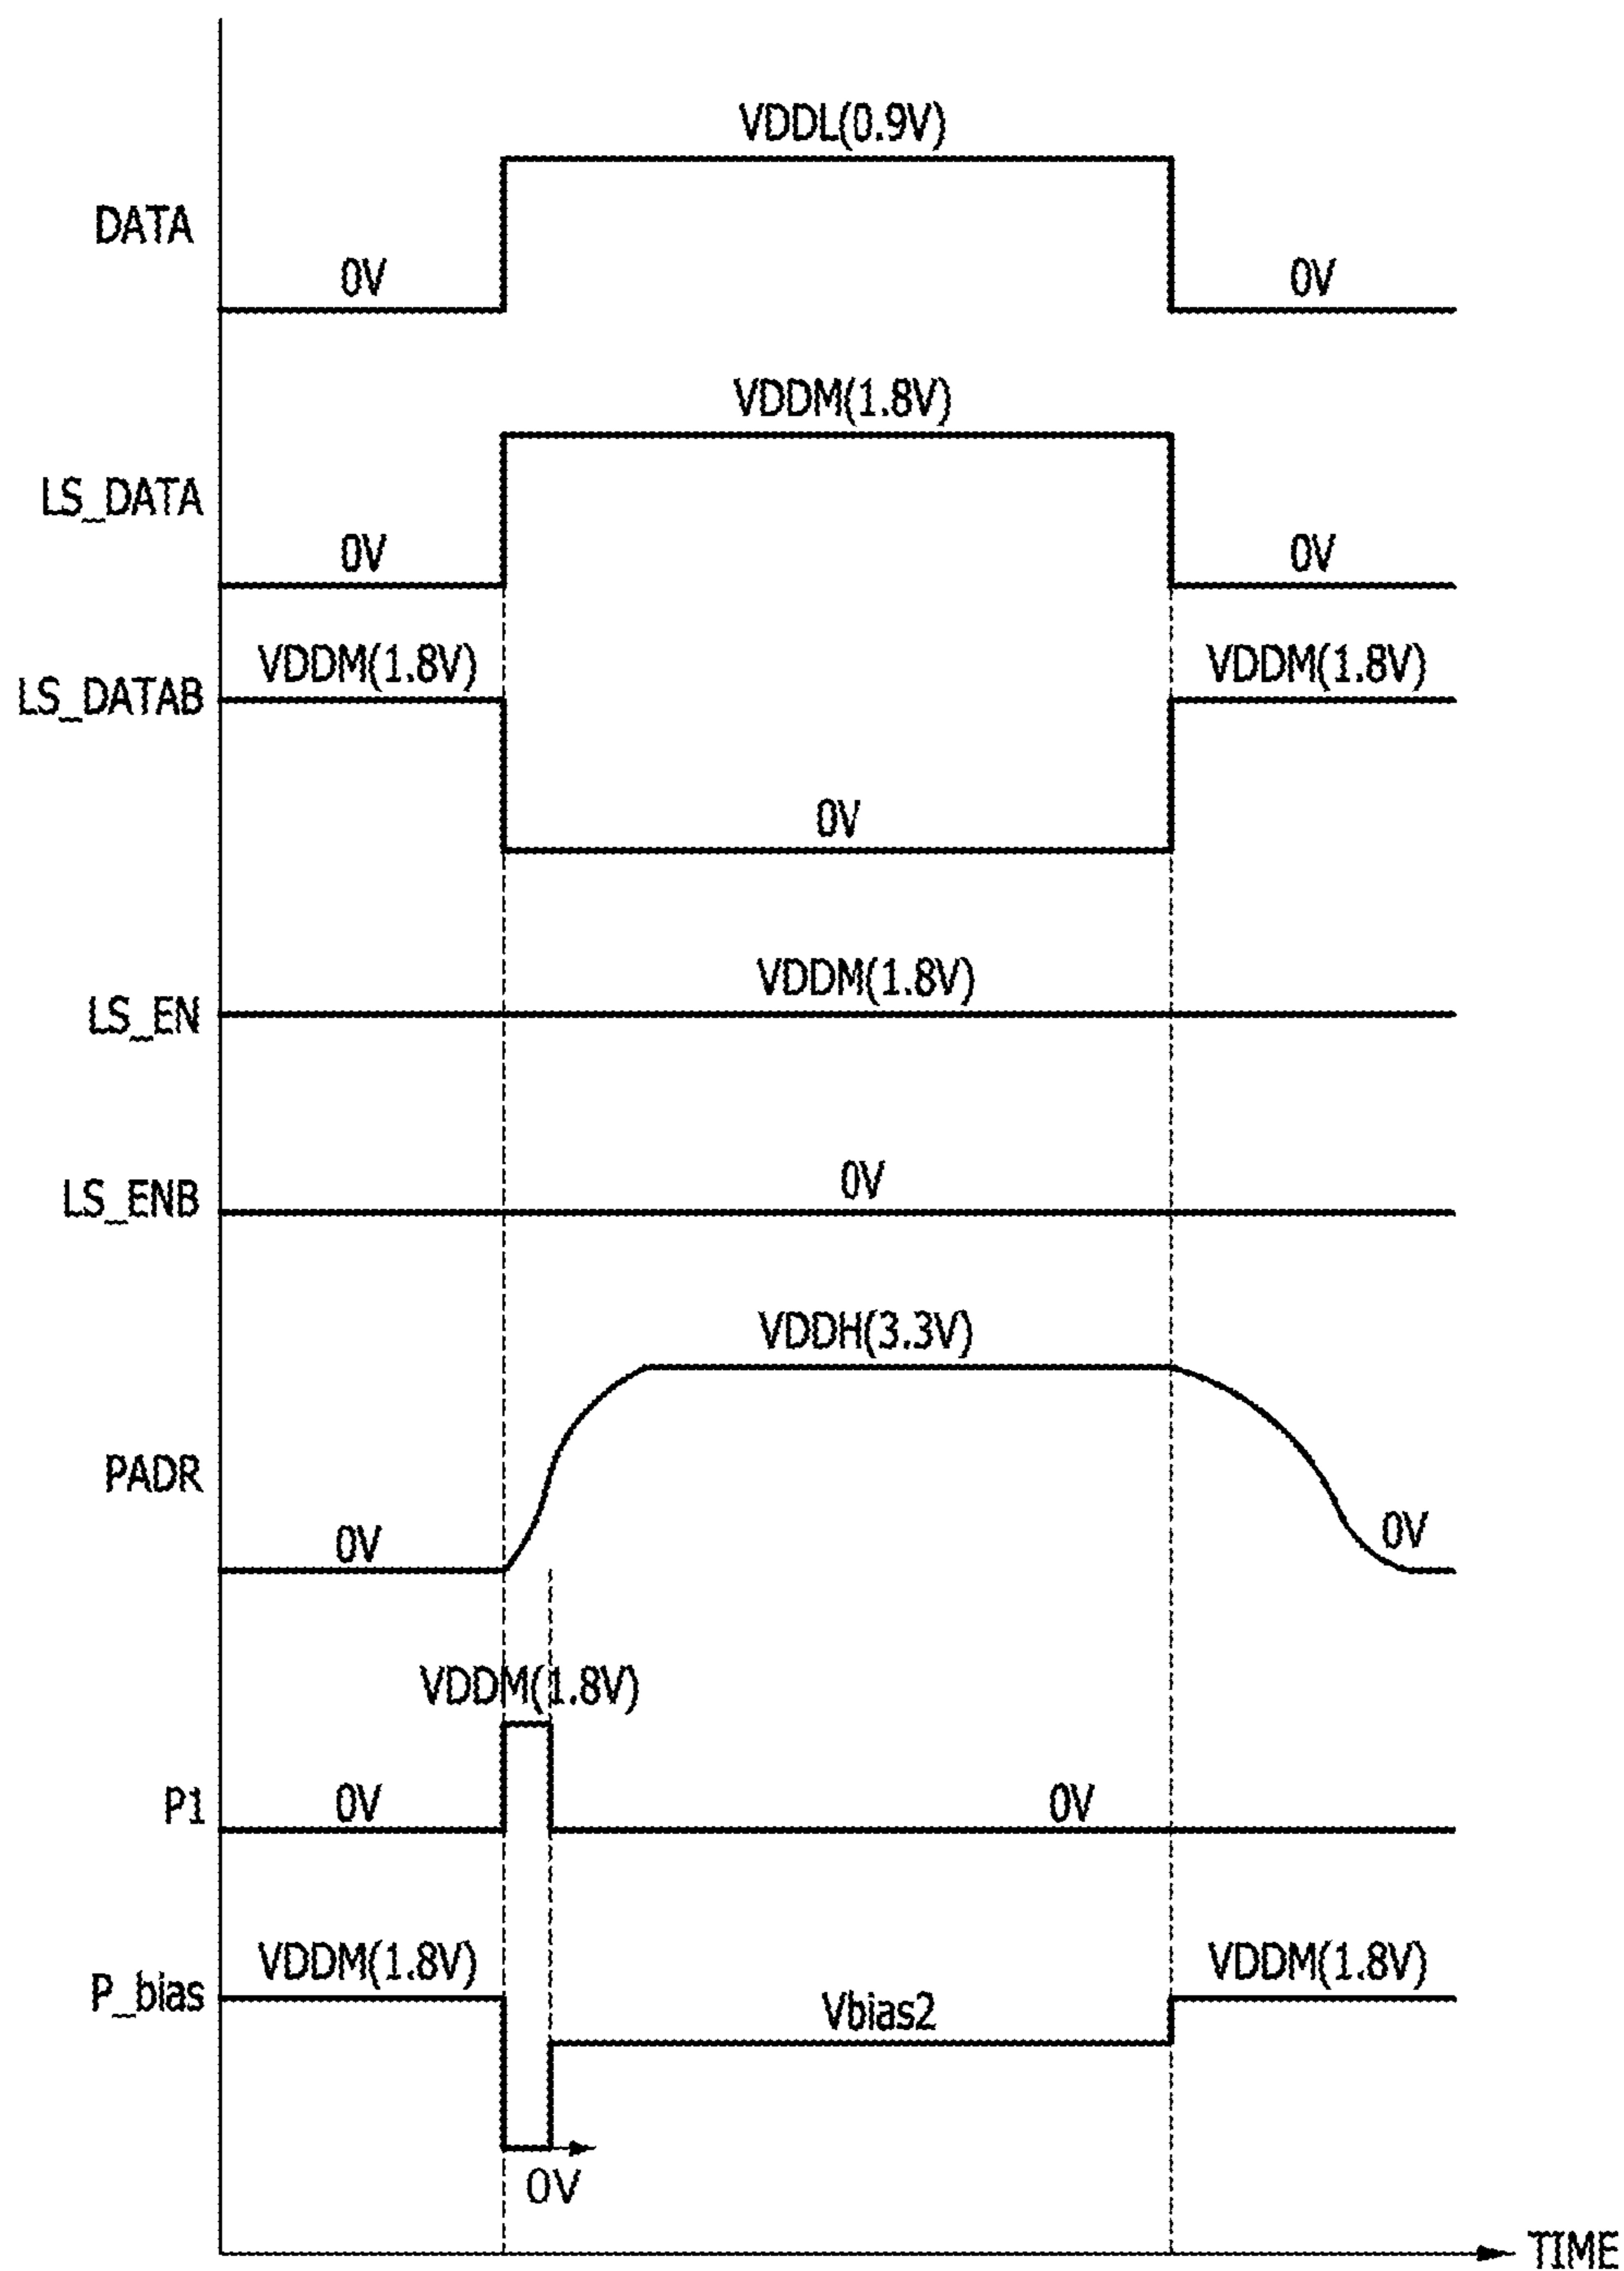 VDDL(0.9V)
DATA
0V
0V
VDDM(1.8V)
LS_DATA
0V
0V
VDDM(1.8V)
VDDM(1.8V)
LS_DATAB
0V
VDDM(1.8V)
LS_EN
0V
LS_ENB
VDDH(3.3V)
PADR
0V
0V
VDDM(1.8V)
P1
0V
0V
VDDM(1.8V)
VDDM(1.8V)
P_bias
Vbias2
0V
TIME